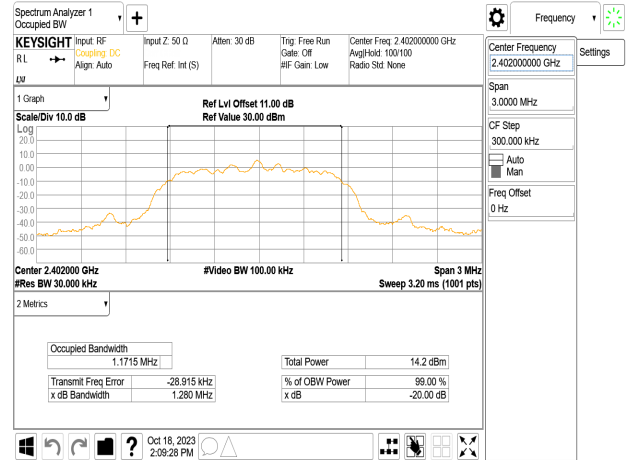 Spectrum Analyzer 1
Occupied BW
Frequency
KEYSIGHT
R L
Input: RF
Coupling: DC
Align: Auto
Input Z: 50 Ω
Freq Ref: Int (S)
Atten: 30 dB
Trig: Free Run
Gate: Off
#IF Gain: Low
Center Freq: 2.402000000 GHz
Avg|Hold: 100/100
Radio Std: None
Center Frequency
2.402000000 GHz
Settings
Span
3.0000 MHz
CF Step
300.000 kHz
Auto
Man
Freq Offset
0 Hz
1 Graph
Scale/Div 10.0 dB
Ref Lvl Offset 11.00 dB
Ref Value 30.00 dBm
Log
20.0
10.0
0.00
-10.0
-20.0
-30.0
-40.0
-50.0
-60.0
Center 2.402000 GHz
#Res BW 30.000 kHz
#Video BW 100.00 kHz
Span 3 MHz
Sweep 3.20 ms (1001 pts)
2 Metrics
Occupied Bandwidth
1.1715 MHz
Transmit Freq Error -28.915 kHz
x dB Bandwidth 1.280 MHz
Total Power 14.2 dBm
% of OBW Power 99.00 %
x dB -20.00 dB
Oct 18, 2023
2:09:28 PM